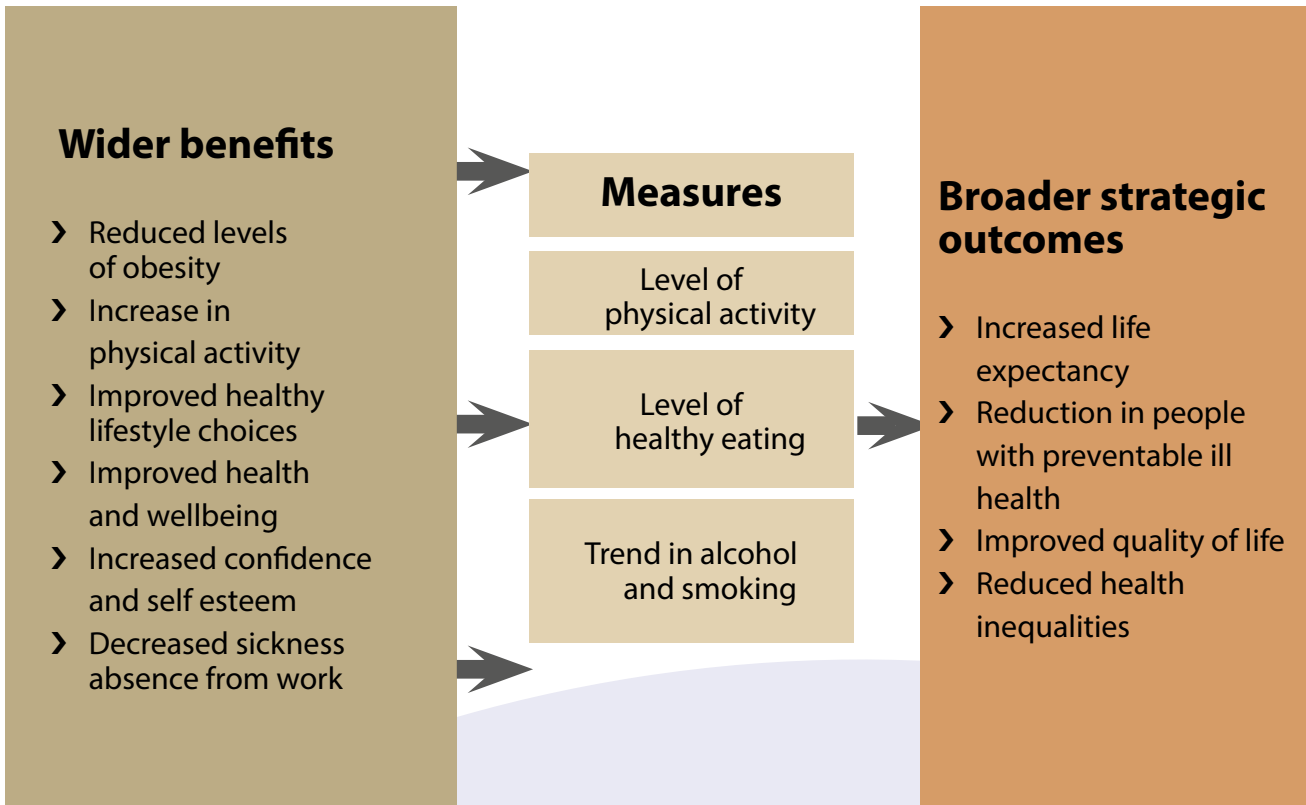 Wider benefits
❯ Reduced levels
of obesity
❯ Increase in
physical activity
❯ Improved healthy
lifestyle choices
❯ Improved health
and wellbeing
❯ Increased confidence
and self esteem
❯ Decreased sickness
absence from work
Measures
Level of
physical activity
Level of
healthy eating
Trend in alcohol
and smoking
Broader strategic
outcomes
❯ Increased life
expectancy
❯ Reduction in people
with preventable ill
health
❯ Improved quality of life
❯ Reduced health
inequalities